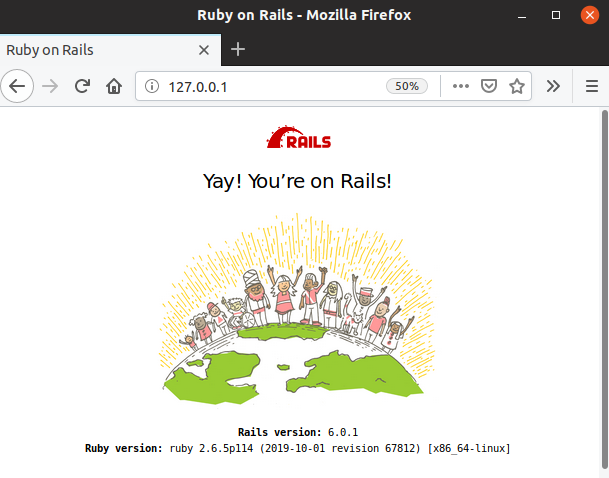 Ruby on Rails - Mozilla Firefox
Ruby on Rails
127.0.0.1
50%
RAILS
Yay! You’re on Rails!
Rails version: 6.0.1
Ruby version: ruby 2.6.5p114 (2019-10-01 revision 67812) [x86_64-linux]